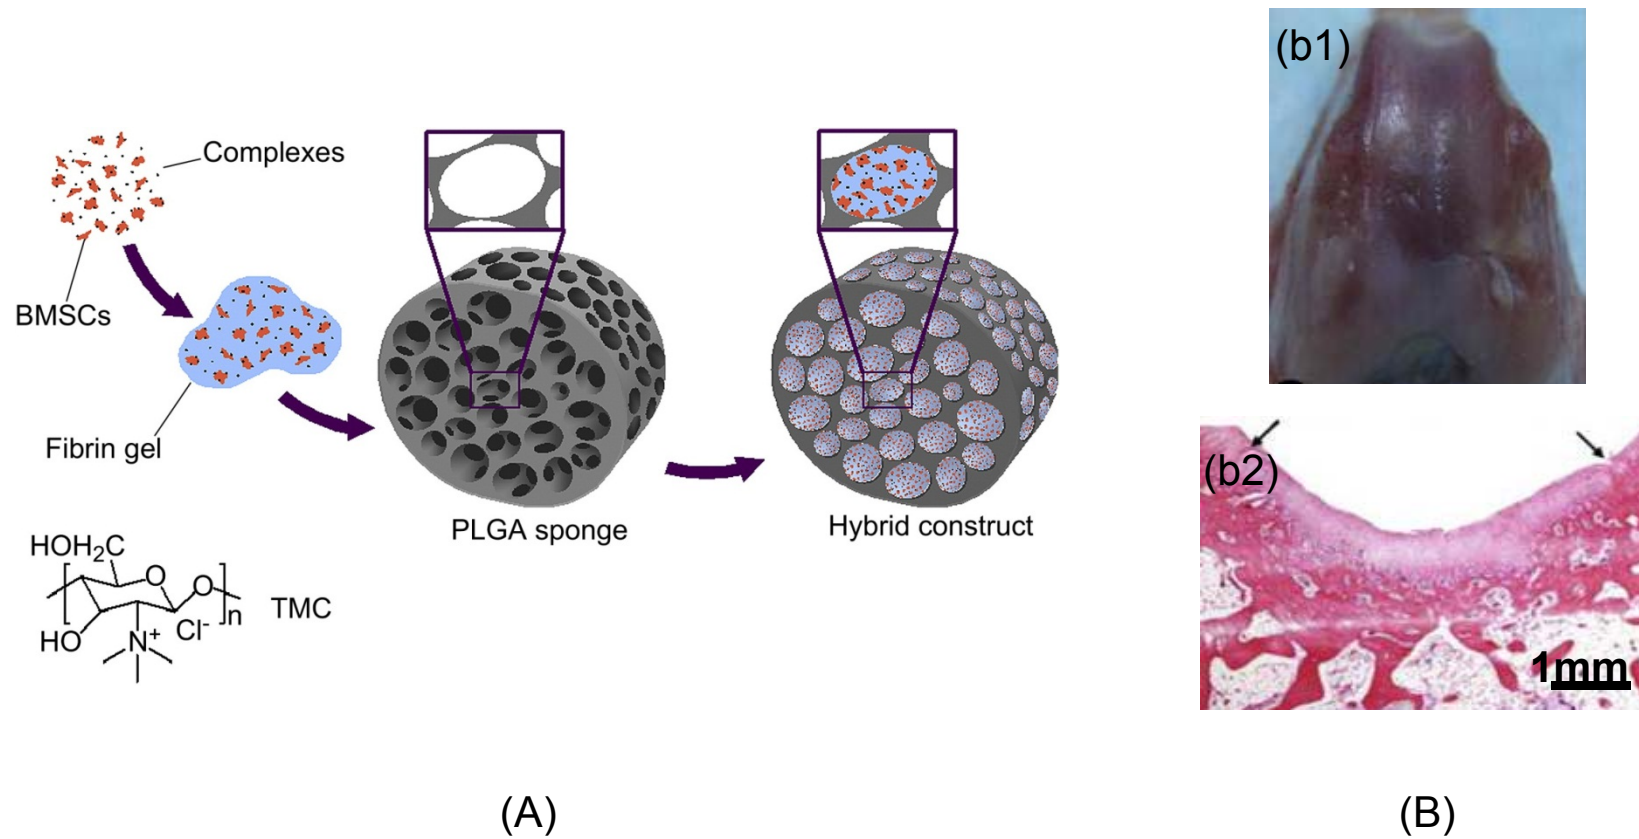 (b1)
Complexes
BMSCs
Fibrin gel
(b2)
PLGA sponge
Hybrid construct
HOH2C
O
O
n
TMC
HO
Cl-
N+
1mm
(A)
(B)